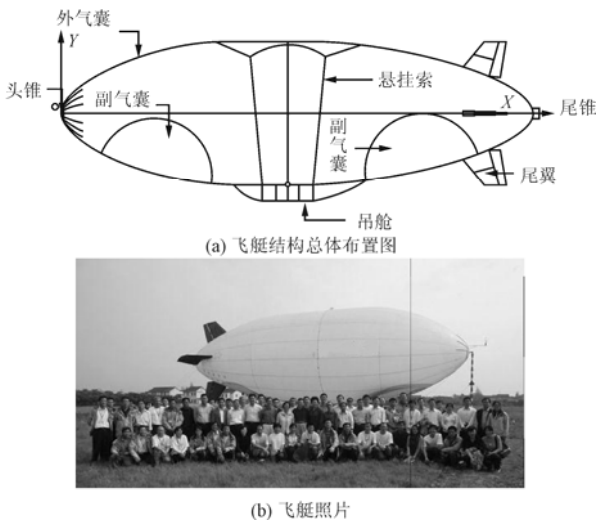 外气囊
Y
头锥
副气囊
悬挂索
X
尾锥
副
气
囊
尾翼
吊舱
(a) 飞艇结构总体布置图
(b) 飞艇照片